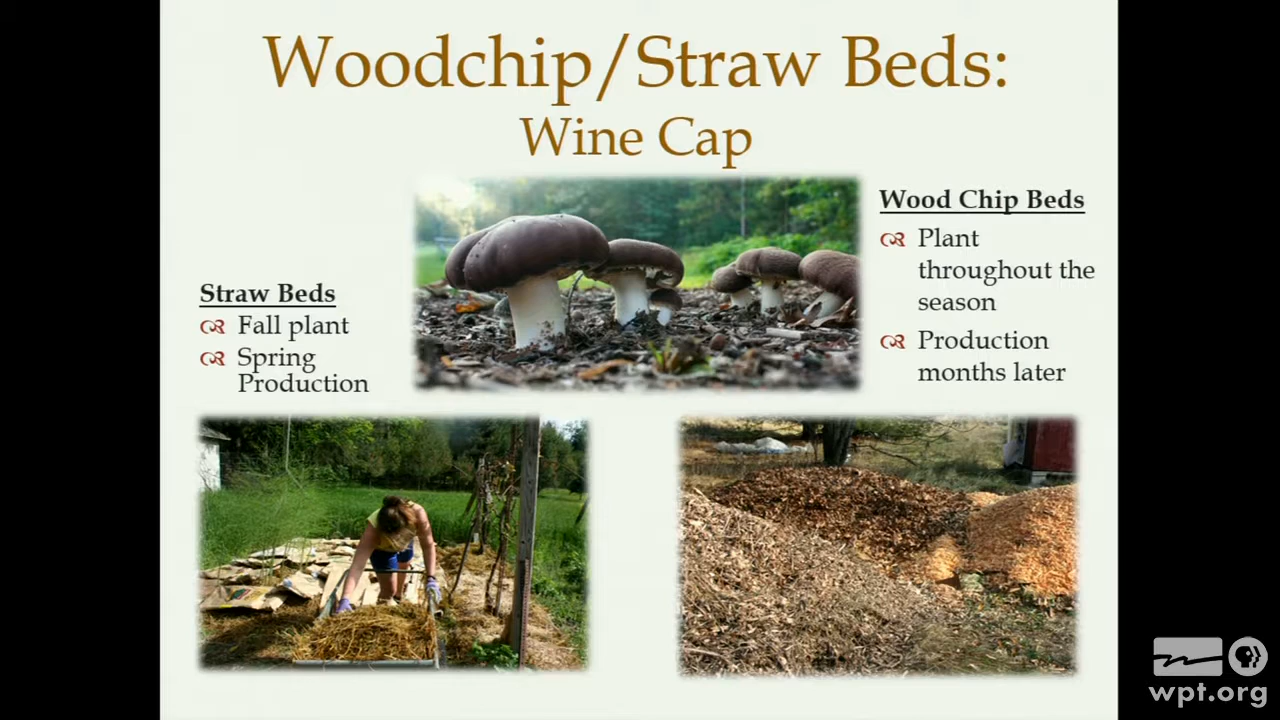 Woodchip/Straw Beds:
Wine Cap
Straw Beds
Fall plant
Spring
Production
Wood Chip Beds
Plant
throughout the
season
Production
months later
wpt.org